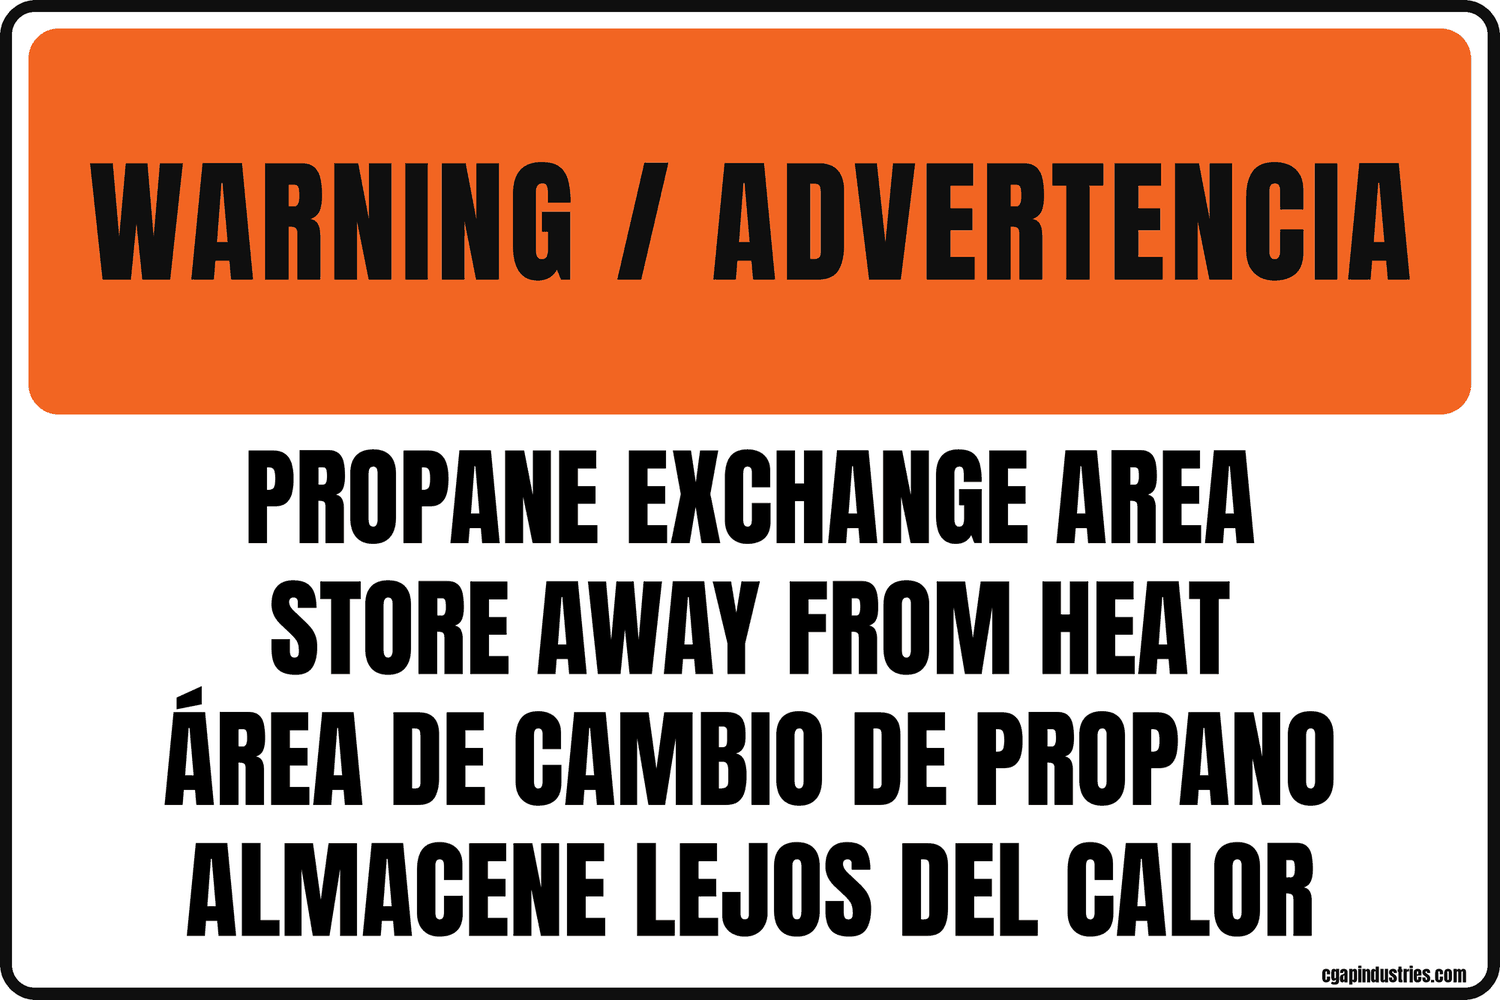 WARNING / ADVERTENCIA
PROPANE EXCHANGE AREA
STORE AWAY FROM HEAT
ÁREA DE CAMBIO DE PROPANO
ALMACENE LEJOS DEL CALOR
cgapindustries.com